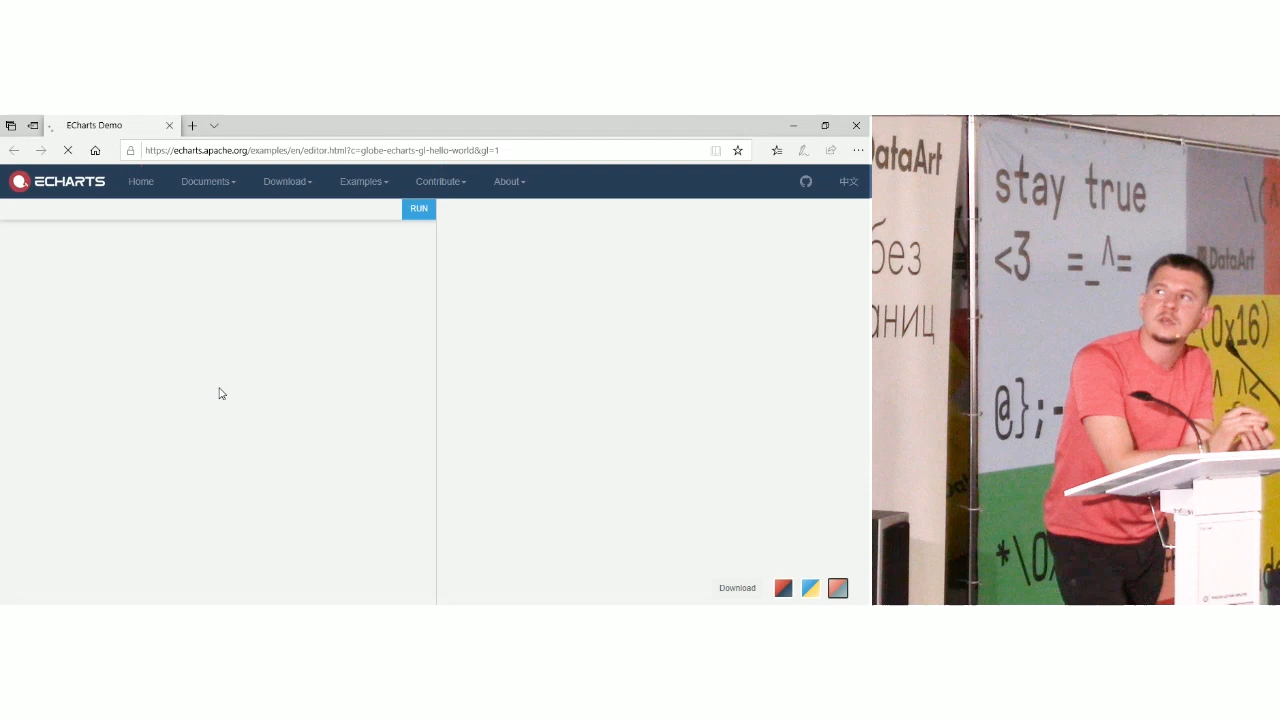 ECharts Demo
https://echarts.apache.org/examples/en/editor.html?c=globe-echarts-gl-hello-world&gl=1
ECHARTS
Home
Documents
Download
Examples
Contribute
About
中文
RUN
Download
DataArt
без
аниц
stay true
<3 =_^=
DataArt
(0x16)
@};-
*\0